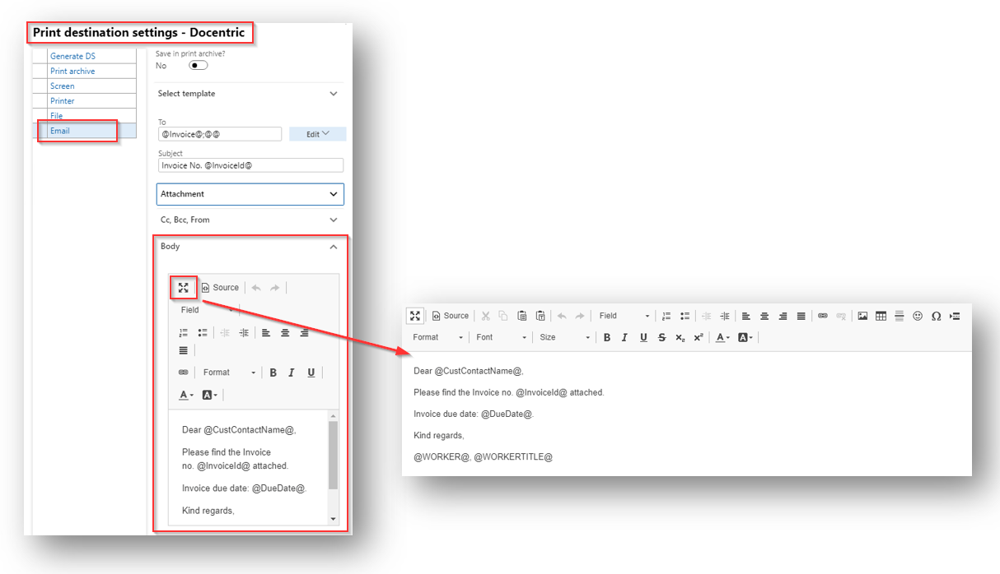 Print destination settings - Docentric
Generate DS
Print archive
Screen
Printer
File
Email
Save in print archive?
No
Select template
To
@Invoice@;@@
Edit
Subject
Invoice No. @InvoiceId@
Attachment
Cc, Bcc, From
Body
Source
Field
Format
B I U
A A
Dear @CustContactName@,
Please find the Invoice
no. @InvoiceId@ attached.
Invoice due date: @DueDate@.
Kind regards,
Source Field
Format Font Size B I U S x₂ x² A A
Dear @CustContactName@,
Please find the Invoice no. @InvoiceId@ attached.
Invoice due date: @DueDate@.
Kind regards,
@WORKER@, @WORKERTITLE@